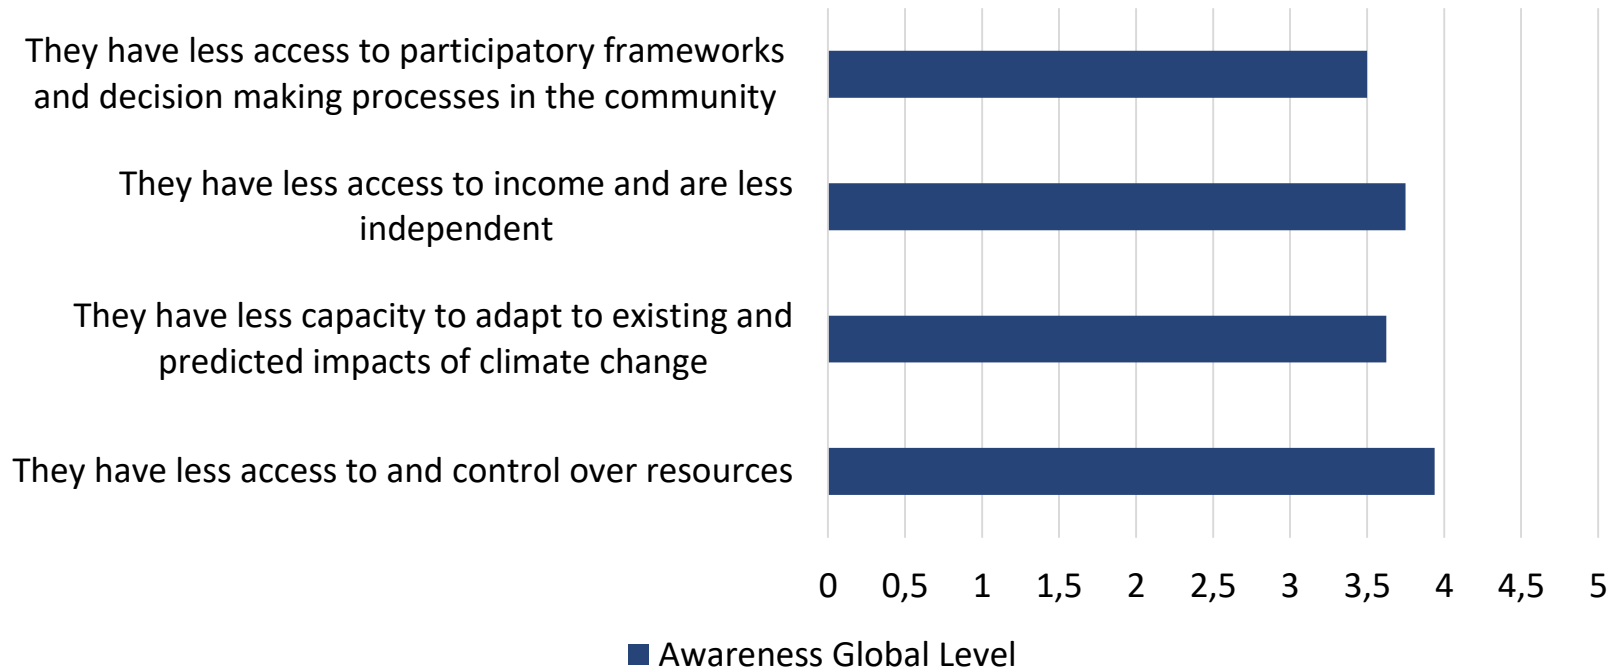 They have less access to participatory frameworks
and decision making processes in the community
They have less access to income and are less
independent
They have less capacity to adapt to existing and
predicted impacts of climate change
They have less access to and control over resources
0 0,5 1 1,5 2 2,5 3 3,5 4 4,5 5
Awareness Global Level